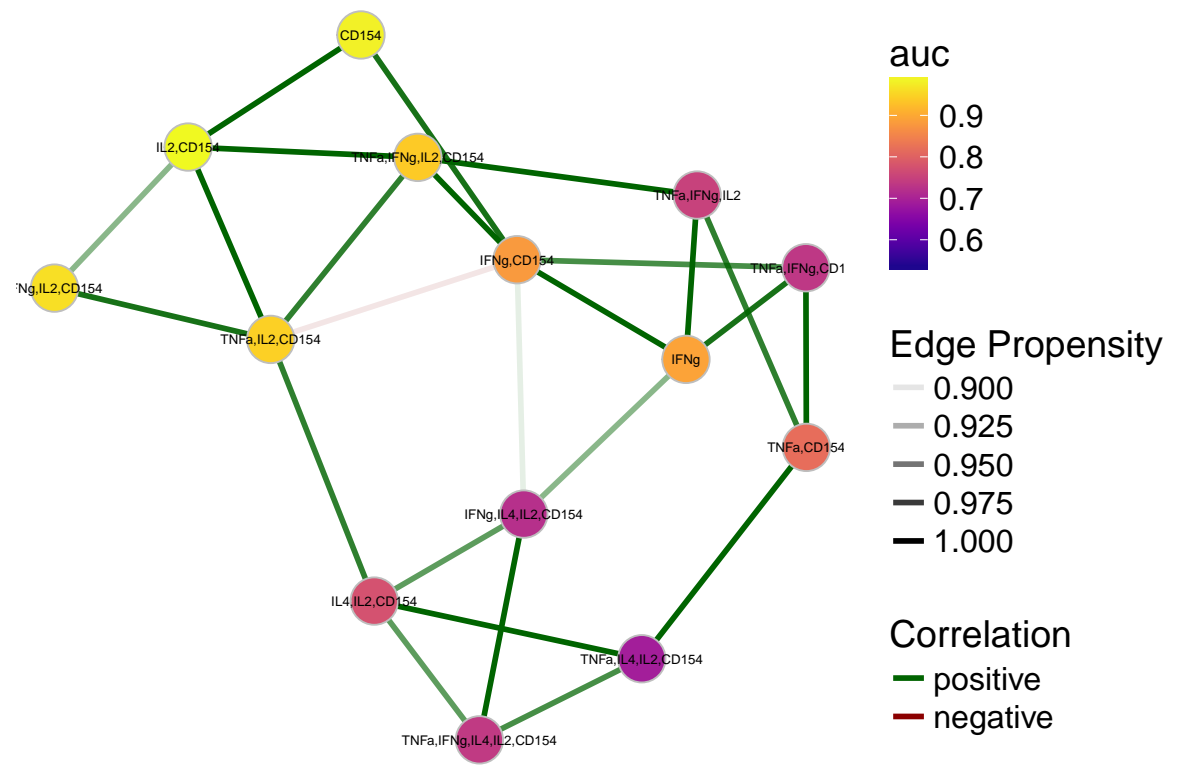 CD154
IL2,CD154
TNFa,IFNg,IL2,CD154
TNFa,IFNg,IL2
IFNg,CD154
TNFa,IFNg,CD1
Ng,IL2,CD154
TNFa,IL2,CD154
IFNg
TNFa,CD154
IFNg,IL4,IL2,CD154
IL4,IL2,CD154
TNFa,IL4,IL2,CD154
TNFa,IFNg,IL4,IL2,CD154
auc
0.9
0.8
0.7
0.6
Edge Propensity
0.900
0.925
0.950
0.975
1.000
Correlation
positive
negative